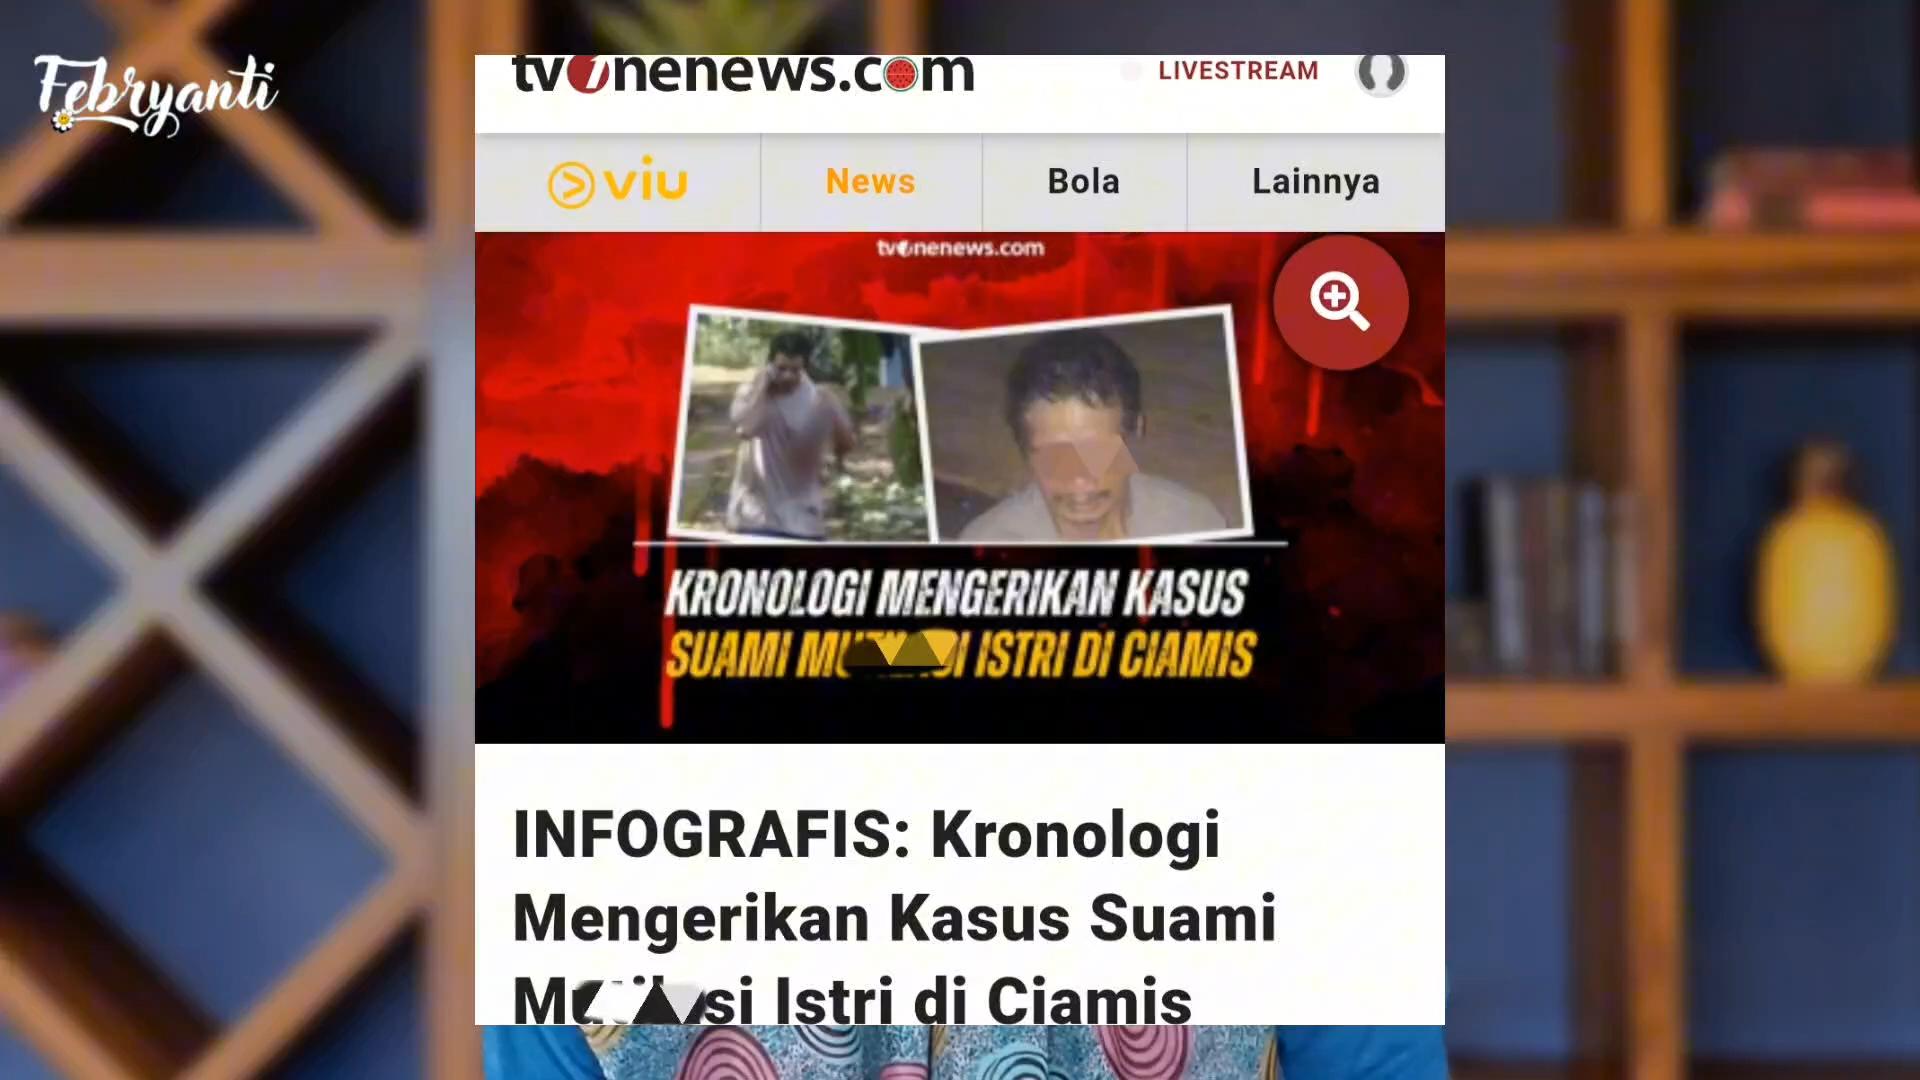 Febryanti
tvOnenews.com
LIVESTREAM
viu
News
Bola
Lainnya
tvOnenews.com
KRONOLOGI MENGERIKAN KASUS
SUAMI ISTRI DI CIAMIS
INFOGRAFIS: Kronologi
Mengerikan Kasus Suami
Istri di Ciamis